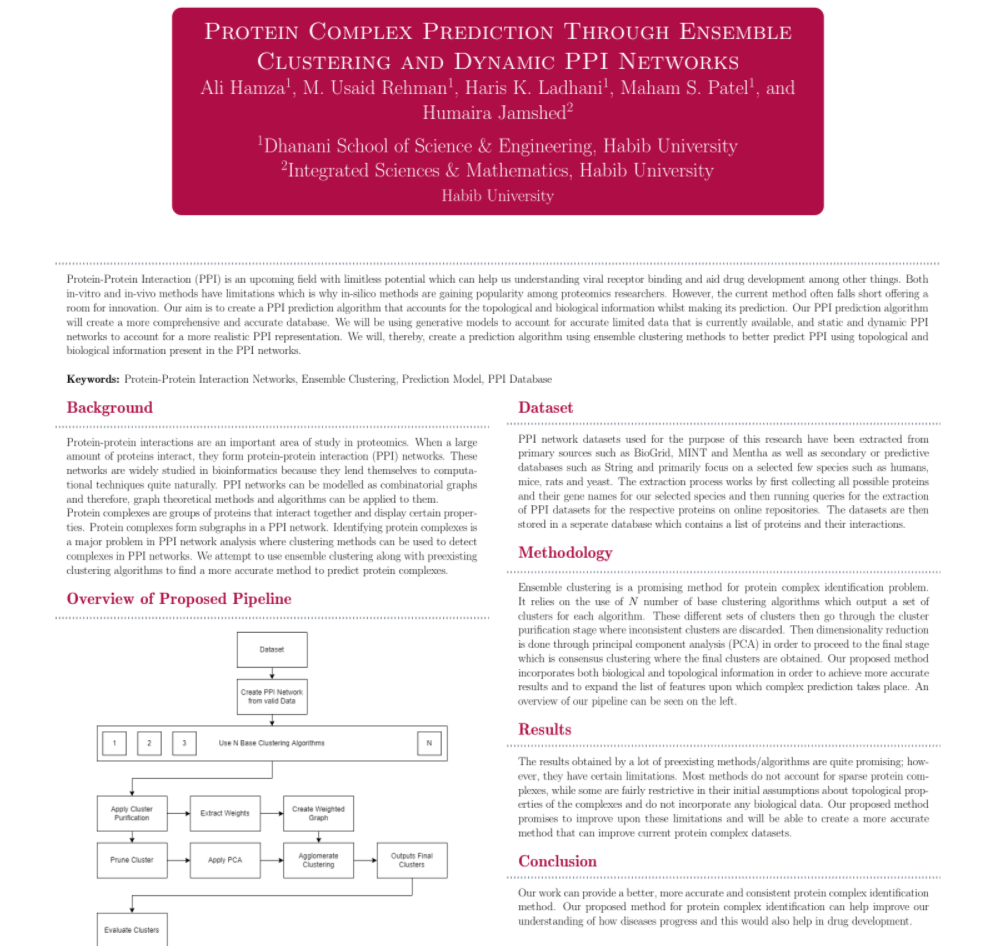 Protein Complex Prediction Through Ensemble
Clustering and Dynamic PPI Networks
Ali Hamza1, M. Usaid Rehman1, Haris K. Ladhani1, Maham S. Patel1, and
Humaira Jamshed2
1Dhanani School of Science & Engineering, Habib University
2Integrated Sciences & Mathematics, Habib University
Habib University
Protein-Protein Interaction (PPI) is an upcoming field with limitless potential which can help us understanding viral receptor binding and aid drug development among other things. Both
in-vitro and in-vivo methods have limitations which is why in-silico methods are gaining popularity among proteomics researchers. However, the current method often falls short offering a
room for innovation. Our aim is to create a PPI prediction algorithm that accounts for the topological and biological information whilst making its prediction. Our PPI prediction algorithm
will create a more comprehensive and accurate database. We will be using generative models to account for accurate limited data that is currently available, and static and dynamic PPI
networks to account for a more realistic PPI representation. We will, thereby, create a prediction algorithm using ensemble clustering methods to better predict PPI using topological and
biological information present in the PPI networks.
Keywords: Protein-Protein Interaction Networks, Ensemble Clustering, Prediction Model, PPI Database
Background
Protein-protein interactions are an important area of study in proteomics. When a large
amount of proteins interact, they form protein-protein interaction (PPI) networks. These
networks are widely studied in bioinformatics because they lend themselves to computa-
tional techniques quite naturally. PPI networks can be modelled as combinatorial graphs
and therefore, graph theoretical methods and algorithms can be applied to them.
Protein complexes are groups of proteins that interact together and display certain proper-
ties. Protein complexes form subgraphs in a PPI network. Identifying protein complexes is
a major problem in PPI network analysis where clustering methods can be used to detect
complexes in PPI networks. We attempt to use ensemble clustering along with preexisting
clustering algorithms to find a more accurate method to predict protein complexes.
Overview of Proposed Pipeline
Dataset
Create PPI Network
from valid Data
1 2 3 Use N Base Clustering Algorithms N
Apply Cluster
Purification
Extract Weights
Create Weighted
Graph
Prune Cluster
Apply PCA
Agglomerate
Clustering
Outputs Final
Clusters
Evaluate Clusters
Dataset
PPI network datasets used for the purpose of this research have been extracted from
primary sources such as BioGrid, MINT and Mentha as well as secondary or predictive
databases such as String and primarily focus on a selected few species such as humans,
mice, rats and yeast. The extraction process works by first collecting all possible proteins
and their gene names for our selected species and then running queries for the extraction
of PPI datasets for the respective proteins on online repositories. The datasets are then
stored in a seperate database which contains a list of proteins and their interactions.
Methodology
Ensemble clustering is a promising method for protein complex identification problem.
It relies on the use of N number of base clustering algorithms which output a set of
clusters for each algorithm. These different sets of clusters then go through the cluster
purification stage where inconsistent clusters are discarded. Then dimensionality reduction
is done through principal component analysis (PCA) in order to proceed to the final stage
which is consensus clustering where the final clusters are obtained. Our proposed method
incorporates both biological and topological information in order to achieve more accurate
results and to expand the list of features upon which complex prediction takes place. An
overview of our pipeline can be seen on the left.
Results
The results obtained by a lot of preexisting methods/algorithms are quite promising; how-
ever, they have certain limitations. Most methods do not account for sparse protein com-
plexes, while some are fairly restrictive in their initial assumptions about topological prop-
erties of the complexes and do not incorporate any biological data. Our proposed method
promises to improve upon these limitations and will be able to create a more accurate
method that can improve current protein complex datasets.
Conclusion
Our work can provide a better, more accurate and consistent protein complex identification
method. Our proposed method for protein complex identification can help improve our
understanding of how diseases progress and this would also help in drug development.